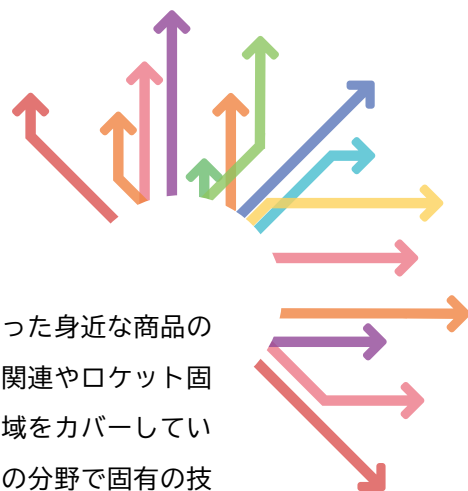 った身近な商品の
関連やロケット固
域をカバーしてい
の分野で固有の技